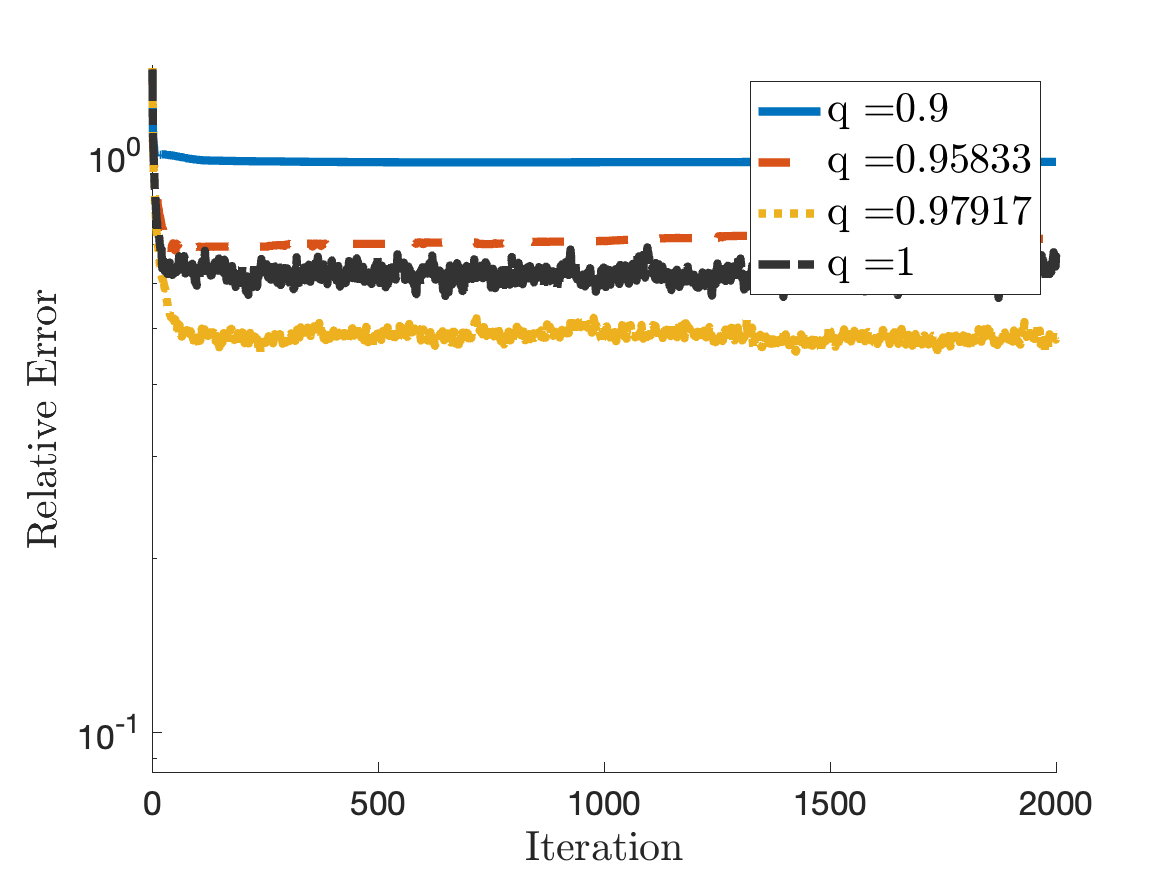 q =0.9
q =0.95833
q =0.97917
q =1
10^0
10^-1
Relative Error
0 500 1000 1500 2000
Iteration